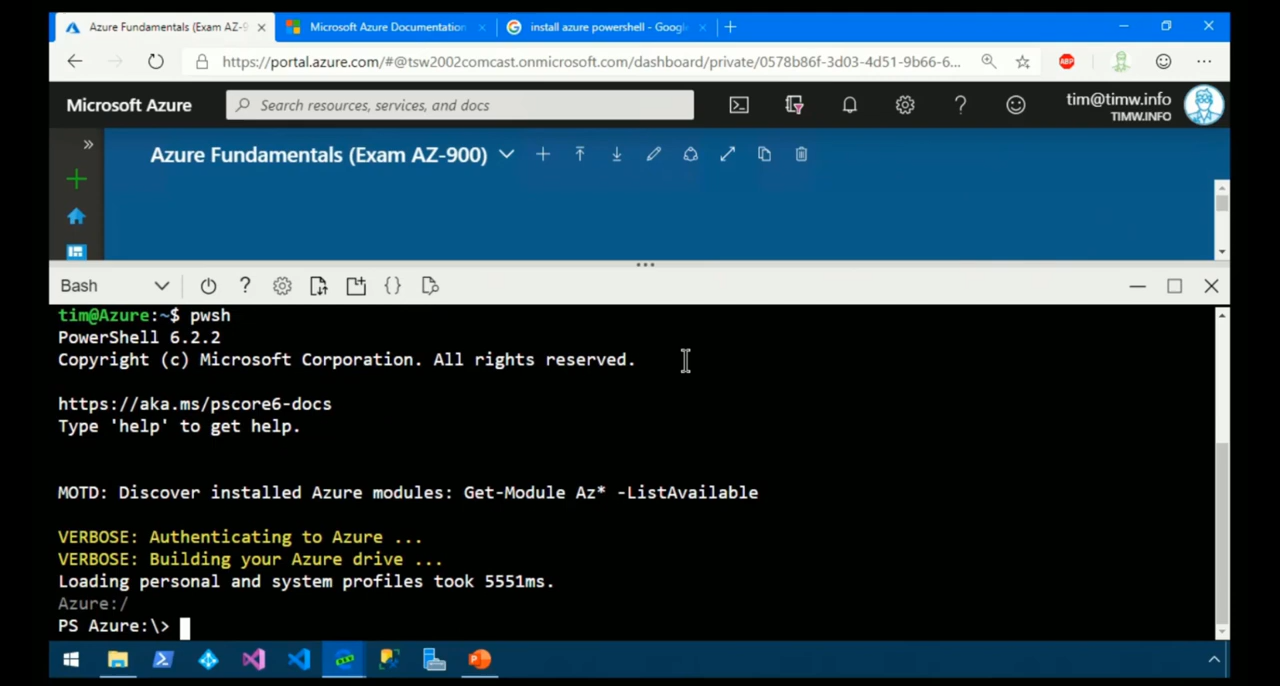 Azure Fundamentals (Exam AZ-9
Microsoft Azure Documentation
install azure powershell - Googl
https://portal.azure.com/#@tsw2002comcast.onmicrosoft.com/dashboard/private/0578b86f-3d03-4d51-9b66-6...
ABP
Microsoft Azure
Search resources, services, and docs
tim@timw.info
TIMW.INFO
Azure Fundamentals (Exam AZ-900)
Bash
tim@Azure:~$ pwsh
PowerShell 6.2.2
Copyright (c) Microsoft Corporation. All rights reserved.
https://aka.ms/pscore6-docs
Type 'help' to get help.
MOTD: Discover installed Azure modules: Get-Module Az* -ListAvailable
VERBOSE: Authenticating to Azure ...
VERBOSE: Building your Azure drive ...
Loading personal and system profiles took 5551ms.
Azure:/
PS Azure:\>